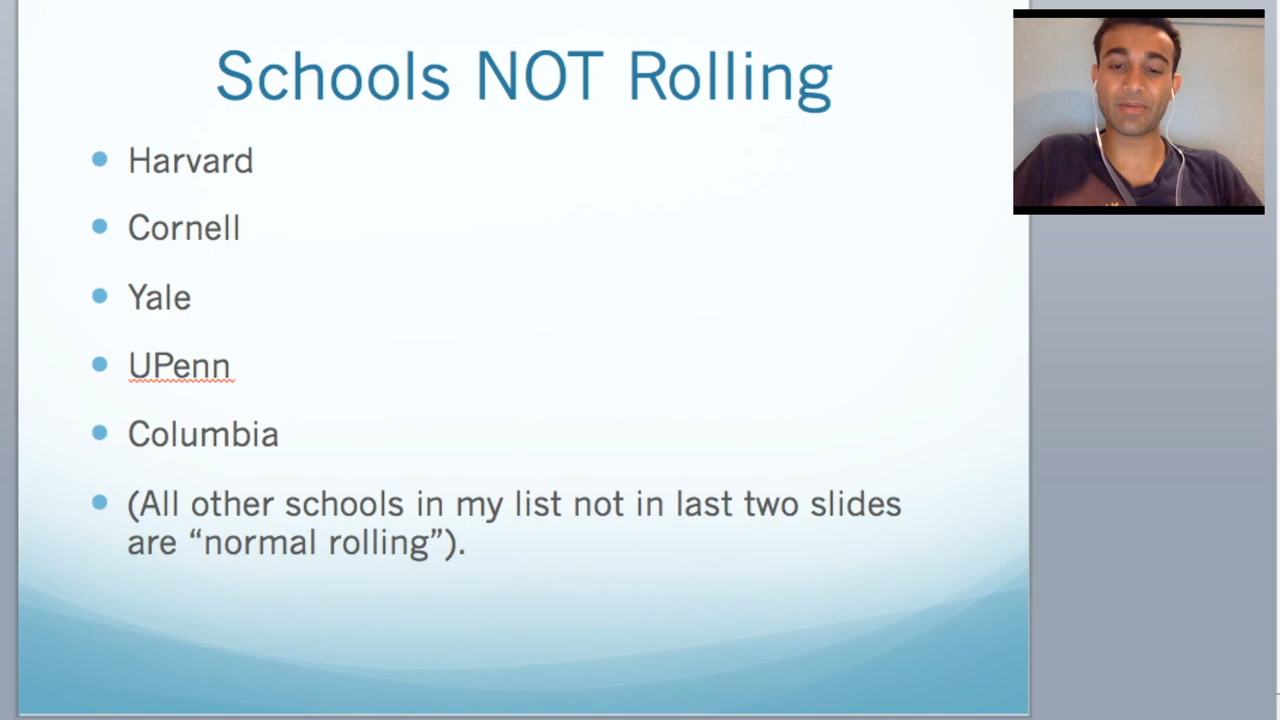 Schools NOT Rolling
Harvard
Cornell
Yale
UPenn
Columbia
(All other schools in my list not in last two slides
are “normal rolling”).